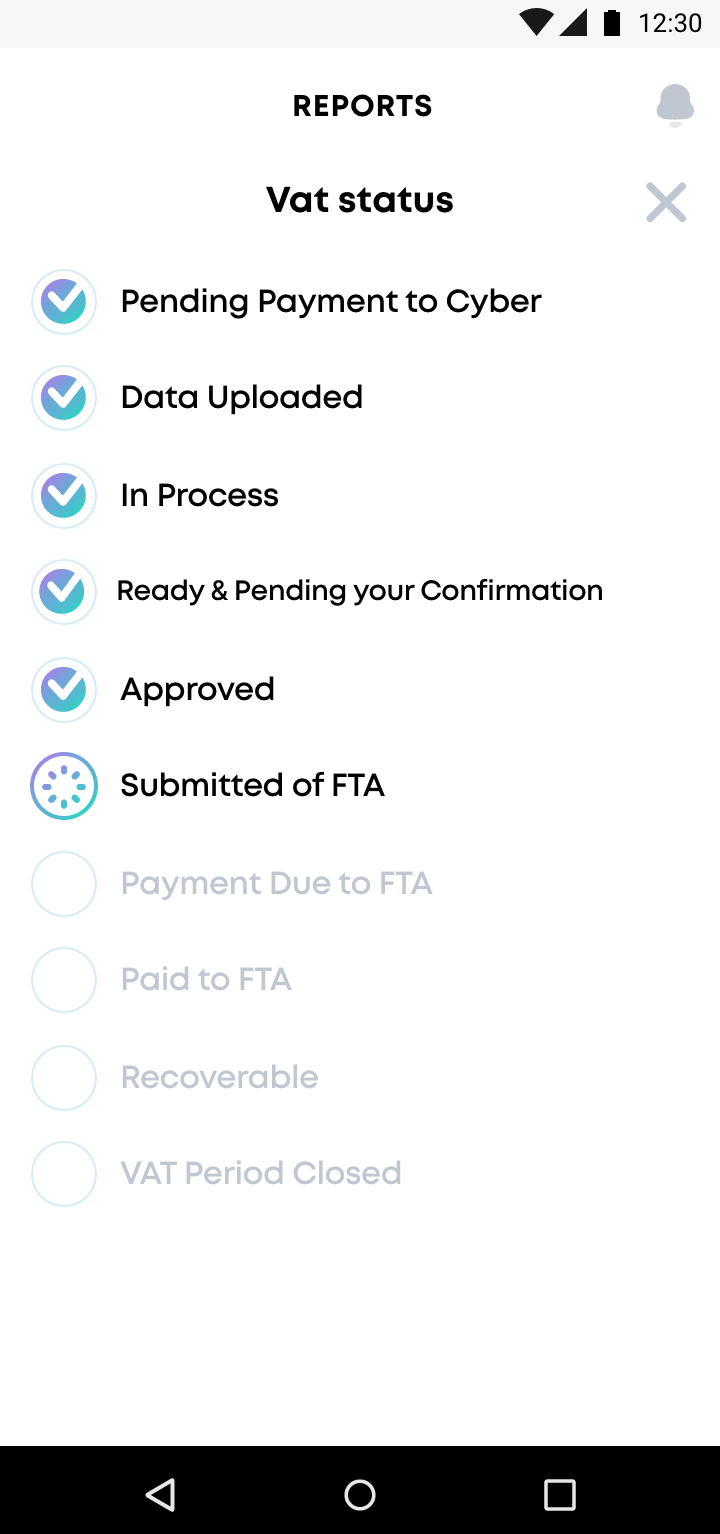 12:30
REPORTS
Vat status
Pending Payment to Cyber
Data Uploaded
In Process
Ready & Pending your Confirmation
Approved
Submitted of FTA
Payment Due to FTA
Paid to FTA
Recoverable
VAT Period Closed